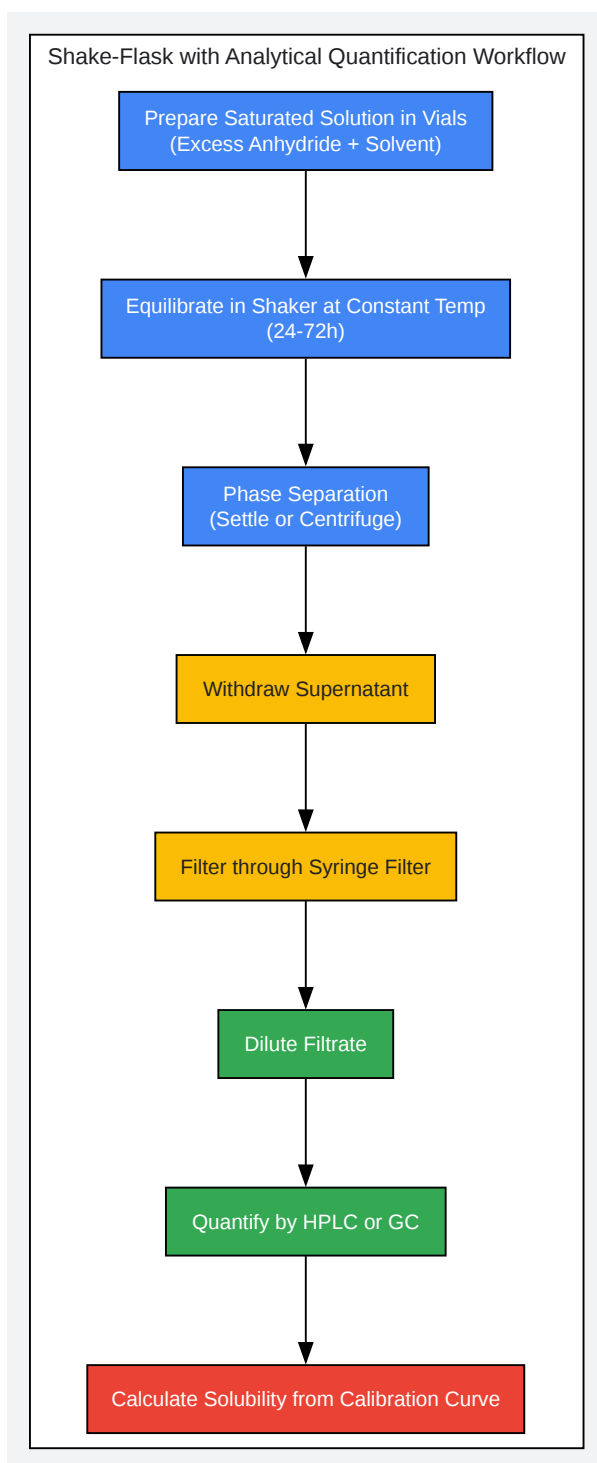 Shake-Flask with Analytical Quantification Workflow
Prepare Saturated Solution in Vials
(Excess Anhydride + Solvent)
Equilibrate in Shaker at Constant Temp
(24-72h)
Phase Separation
(Settle or Centrifuge)
Withdraw Supernatant
Filter through Syringe Filter
Dilute Filtrate
Quantify by HPLC or GC
Calculate Solubility from Calibration Curve